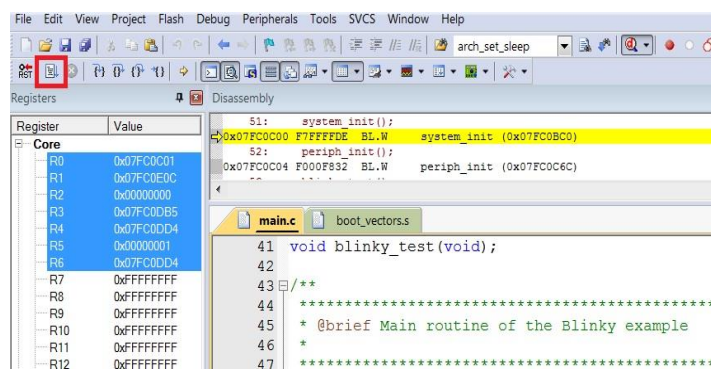 File Edit View Project Flash Debug Peripherals Tools SVCS Window Help
arch_set_sleep
RST
Registers
Register Value
Core
R0 0x07FC0C01
R1 0x07FC0E0C
R2 0x00000000
R3 0x07FC0DB5
R4 0x07FC0DD4
R5 0x00000001
R6 0x07FC0DD4
R7 0xFFFFFFFF
R8 0xFFFFFFFF
R9 0xFFFFFFFF
R10 0xFFFFFFFF
R11 0xFFFFFFFF
R12 0xFFFFFFFF
Disassembly
51: system_init();
0x07FC0C00 F7FFFFDE BL.W system_init (0x07FC0BC0)
52: periph_init();
0x07FC0C04 F000F832 BL.W periph_init (0x07FC0C6C)
main.c boot_vectors.s
41 void blinky_test(void);
42
43 /**
44 ****************************************************
45 * @brief Main routine of the Blinky example
46 *
47 ****************************************************